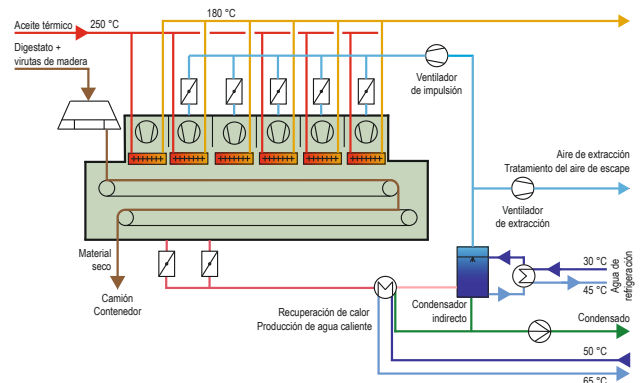 180 °C
Aceite térmico
250 °C
Digestato +
virutas de madera
Ventilador
de impulsión
Aire de extracción
Tratamiento del aire de escape
Ventilador
de extracción
Material
seco
Camión
Contenedor
30 °C
Agua de
refrigeración
45 °C
Recuperación de calor
Producción de agua caliente
Condensador
indirecto
Condensado
50 °C
65 °C